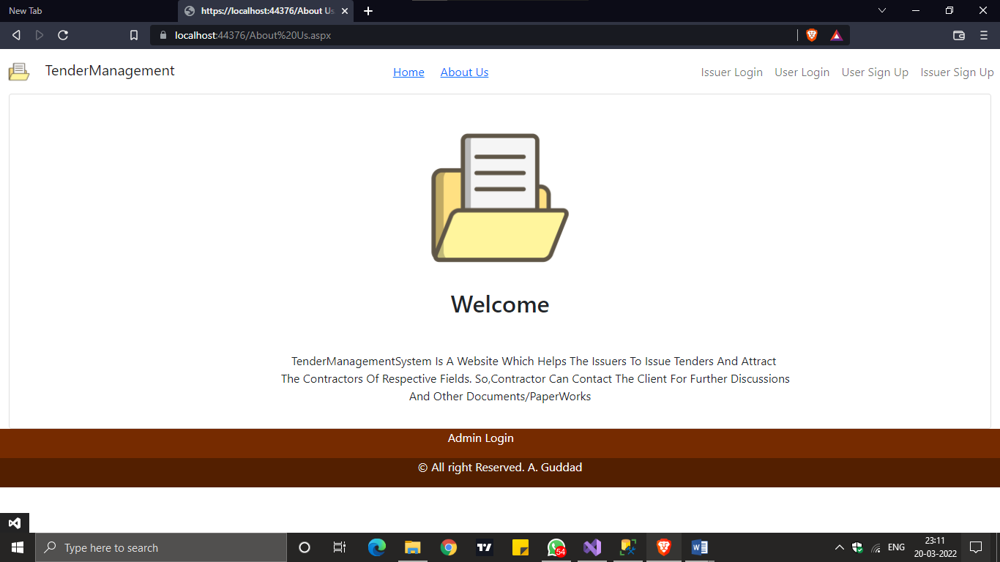 New Tab
https://localhost:44376/About Us
localhost:44376/About%20Us.aspx
TenderManagement
Home About Us
Issuer Login User Login User Sign Up Issuer Sign Up
Welcome
TenderManagementSystem Is A Website Which Helps The Issuers To Issue Tenders And Attract
The Contractors Of Respective Fields. So,Contractor Can Contact The Client For Further Discussions
And Other Documents/PaperWorks
Admin Login
© All right Reserved. A. Guddad
Type here to search
54
ENG
23:11
20-03-2022